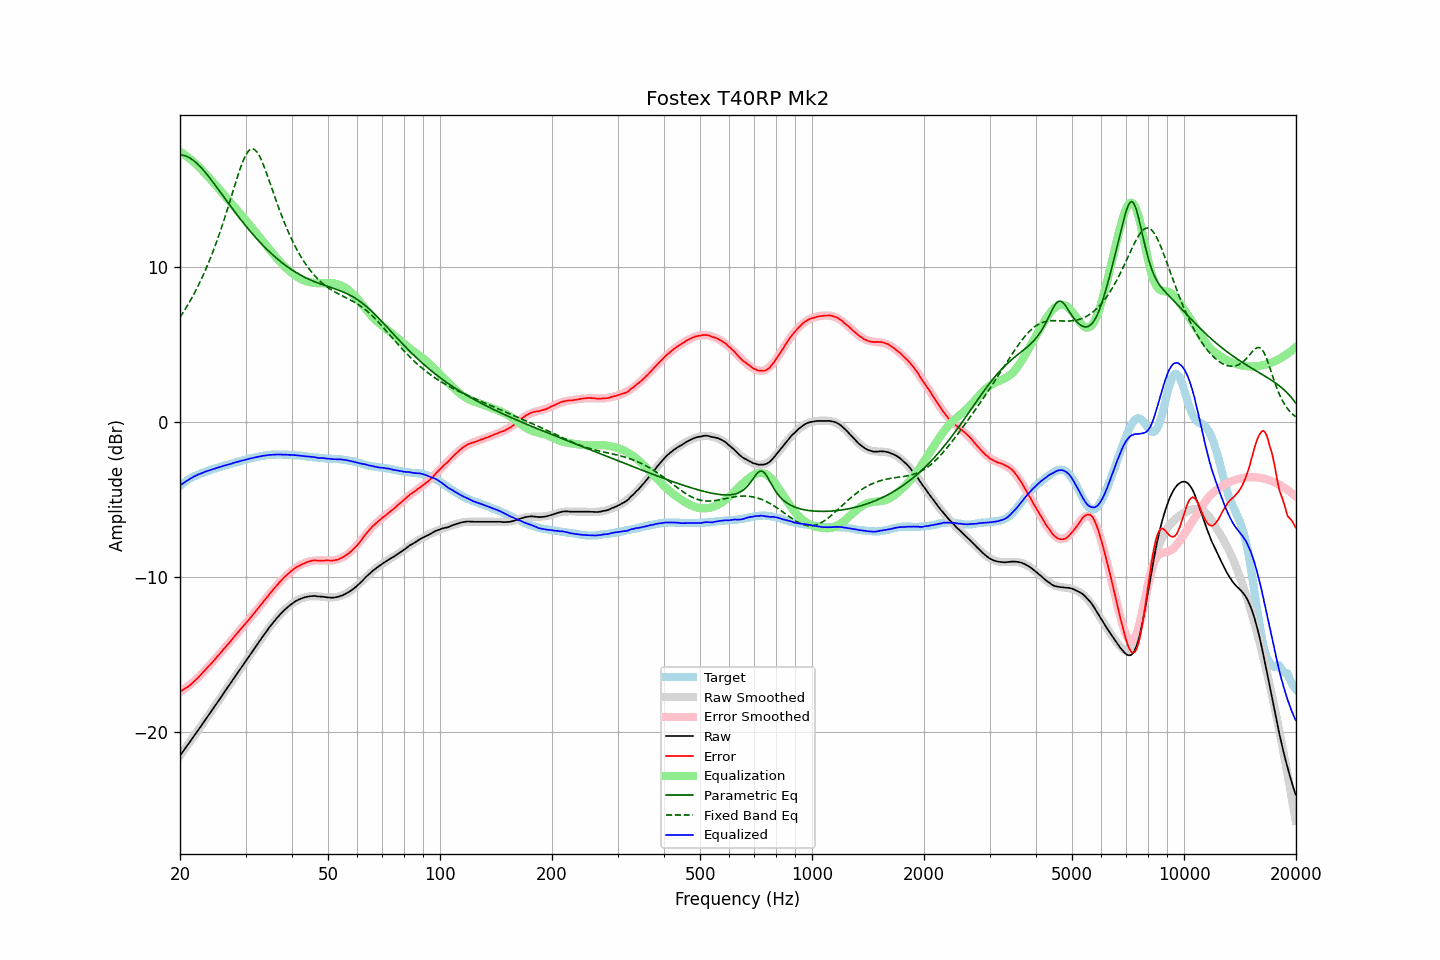 Fostex T40RP Mk2
Amplitude (dBr)
10
0
−10
−20
Target
Raw Smoothed
Error Smoothed
Raw
Error
Equalization
Parametric Eq
Fixed Band Eq
Equalized
20 50 100 200 500 1000 2000 5000 10000 20000
Frequency (Hz)